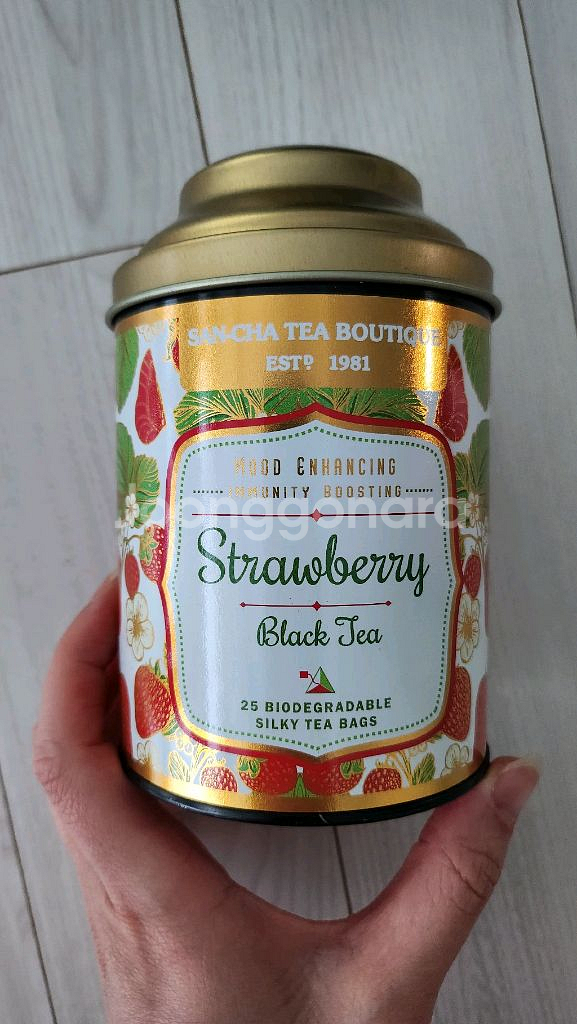 SAN-CHA TEA BOUTIQUE
ESTD 1981
MOOD ENHANCING
IMMUNITY BOOSTING
Strawberry
Black Tea
25 BIODEGRADABLE
SILKY TEA BAGS